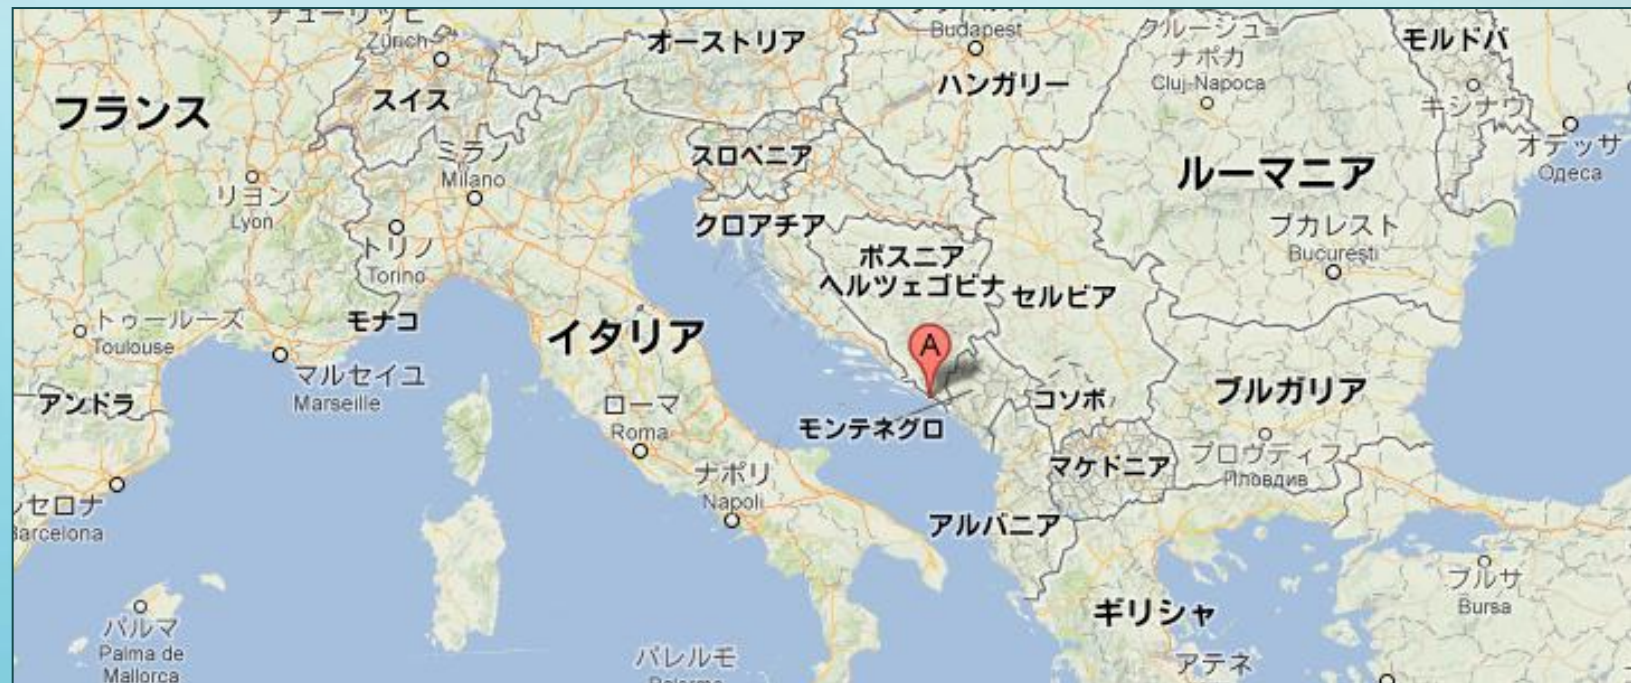 チューリッヒ
Zürich
オーストリア
Budapest
クルージュ=
ナポカ
Cluj-Napoca
モルドバ
フランス
スイス
ハンガリー
キシナウ
オデッサ
Одеса
ミラノ
Milano
スロベニア
ルーマニア
リヨン
Lyon
トリノ
Torino
クロアチア
ボスニア
ヘルツェゴビナ
ブカレスト
București
セルビア
トゥールーズ
Toulouse
モナコ
イタリア
A
マルセイユ
Marseille
アンドラ
ローマ
Roma
モンテネグロ
コソボ
ブルガリア
マケドニア
プロヴディフ
Пловдив
ナポリ
Napoli
セロナ
Barcelona
アルバニア
ブルサ
Bursa
ギリシャ
パルマ
Palma de
Mallorca
パレルモ
アテネ